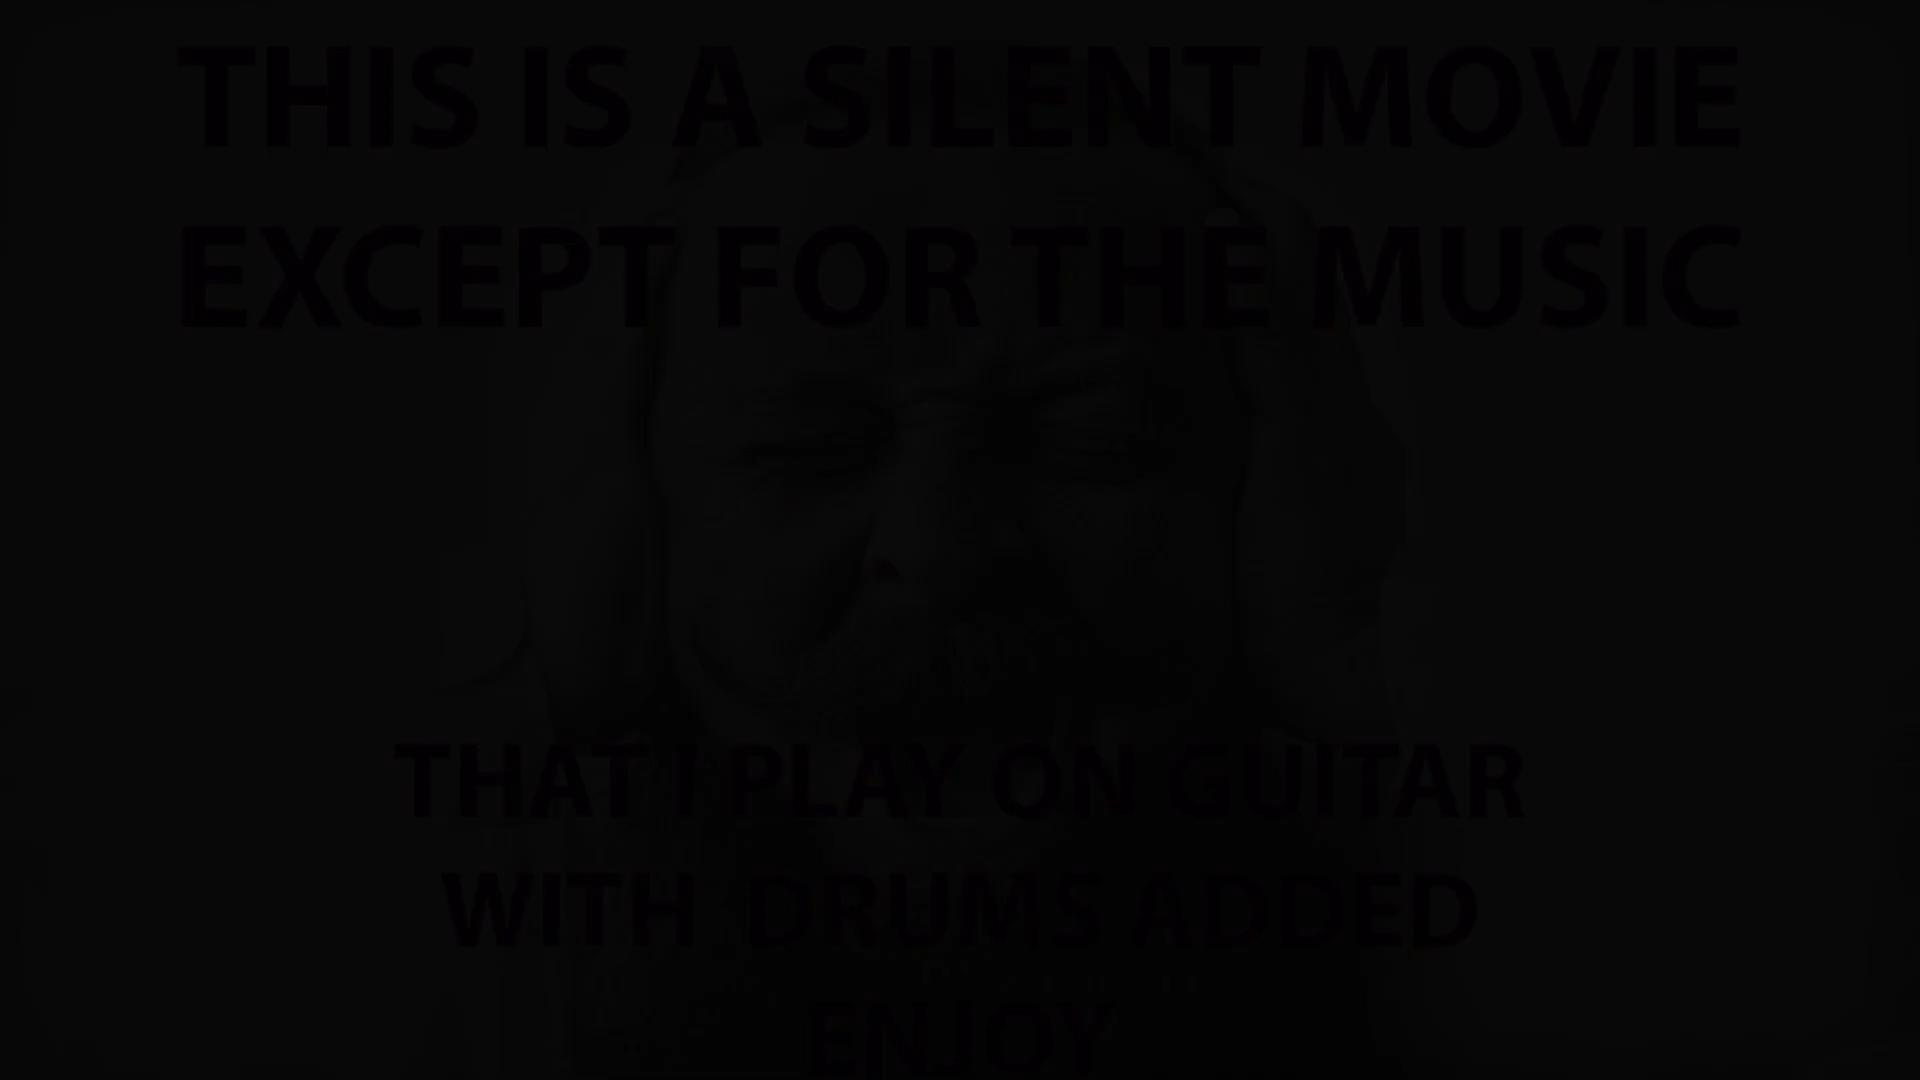 THIS IS A SILENT MOVIE
EXCEPT FOR THE MUSIC
THAT I PLAY ON GUITAR
WITH DRUMS ADDED
ENJOY